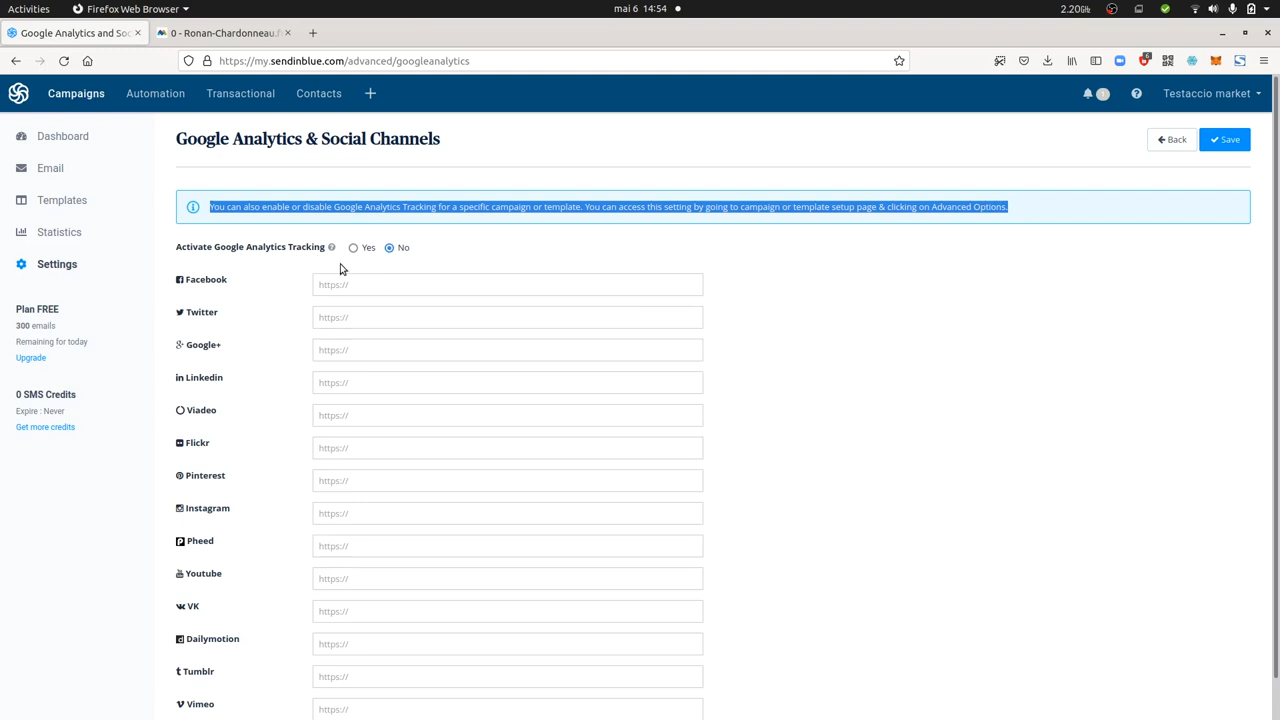 Activities
Firefox Web Browser
mai 6 14:54
2.20GHz
Google Analytics and Soc
0 - Ronan-Chardonneau.f
https://my.sendinblue.com/advanced/googleanalytics
6
Campaigns
Automation
Transactional
Contacts
1
Testaccio market
Dashboard
Email
Templates
Statistics
Settings
Plan FREE
300 emails
Remaining for today
Upgrade
0 SMS Credits
Expire : Never
Get more credits
Google Analytics & Social Channels
Back
Save
You can also enable or disable Google Analytics Tracking for a specific campaign or template. You can access this setting by going to campaign or template setup page & clicking on Advanced Options.
Activate Google Analytics Tracking Yes No
Facebook https://
Twitter https://
Google+ https://
Linkedin https://
Viadeo https://
Flickr https://
Pinterest https://
Instagram https://
Pheed https://
Youtube https://
VK https://
Dailymotion https://
Tumblr https://
Vimeo https://